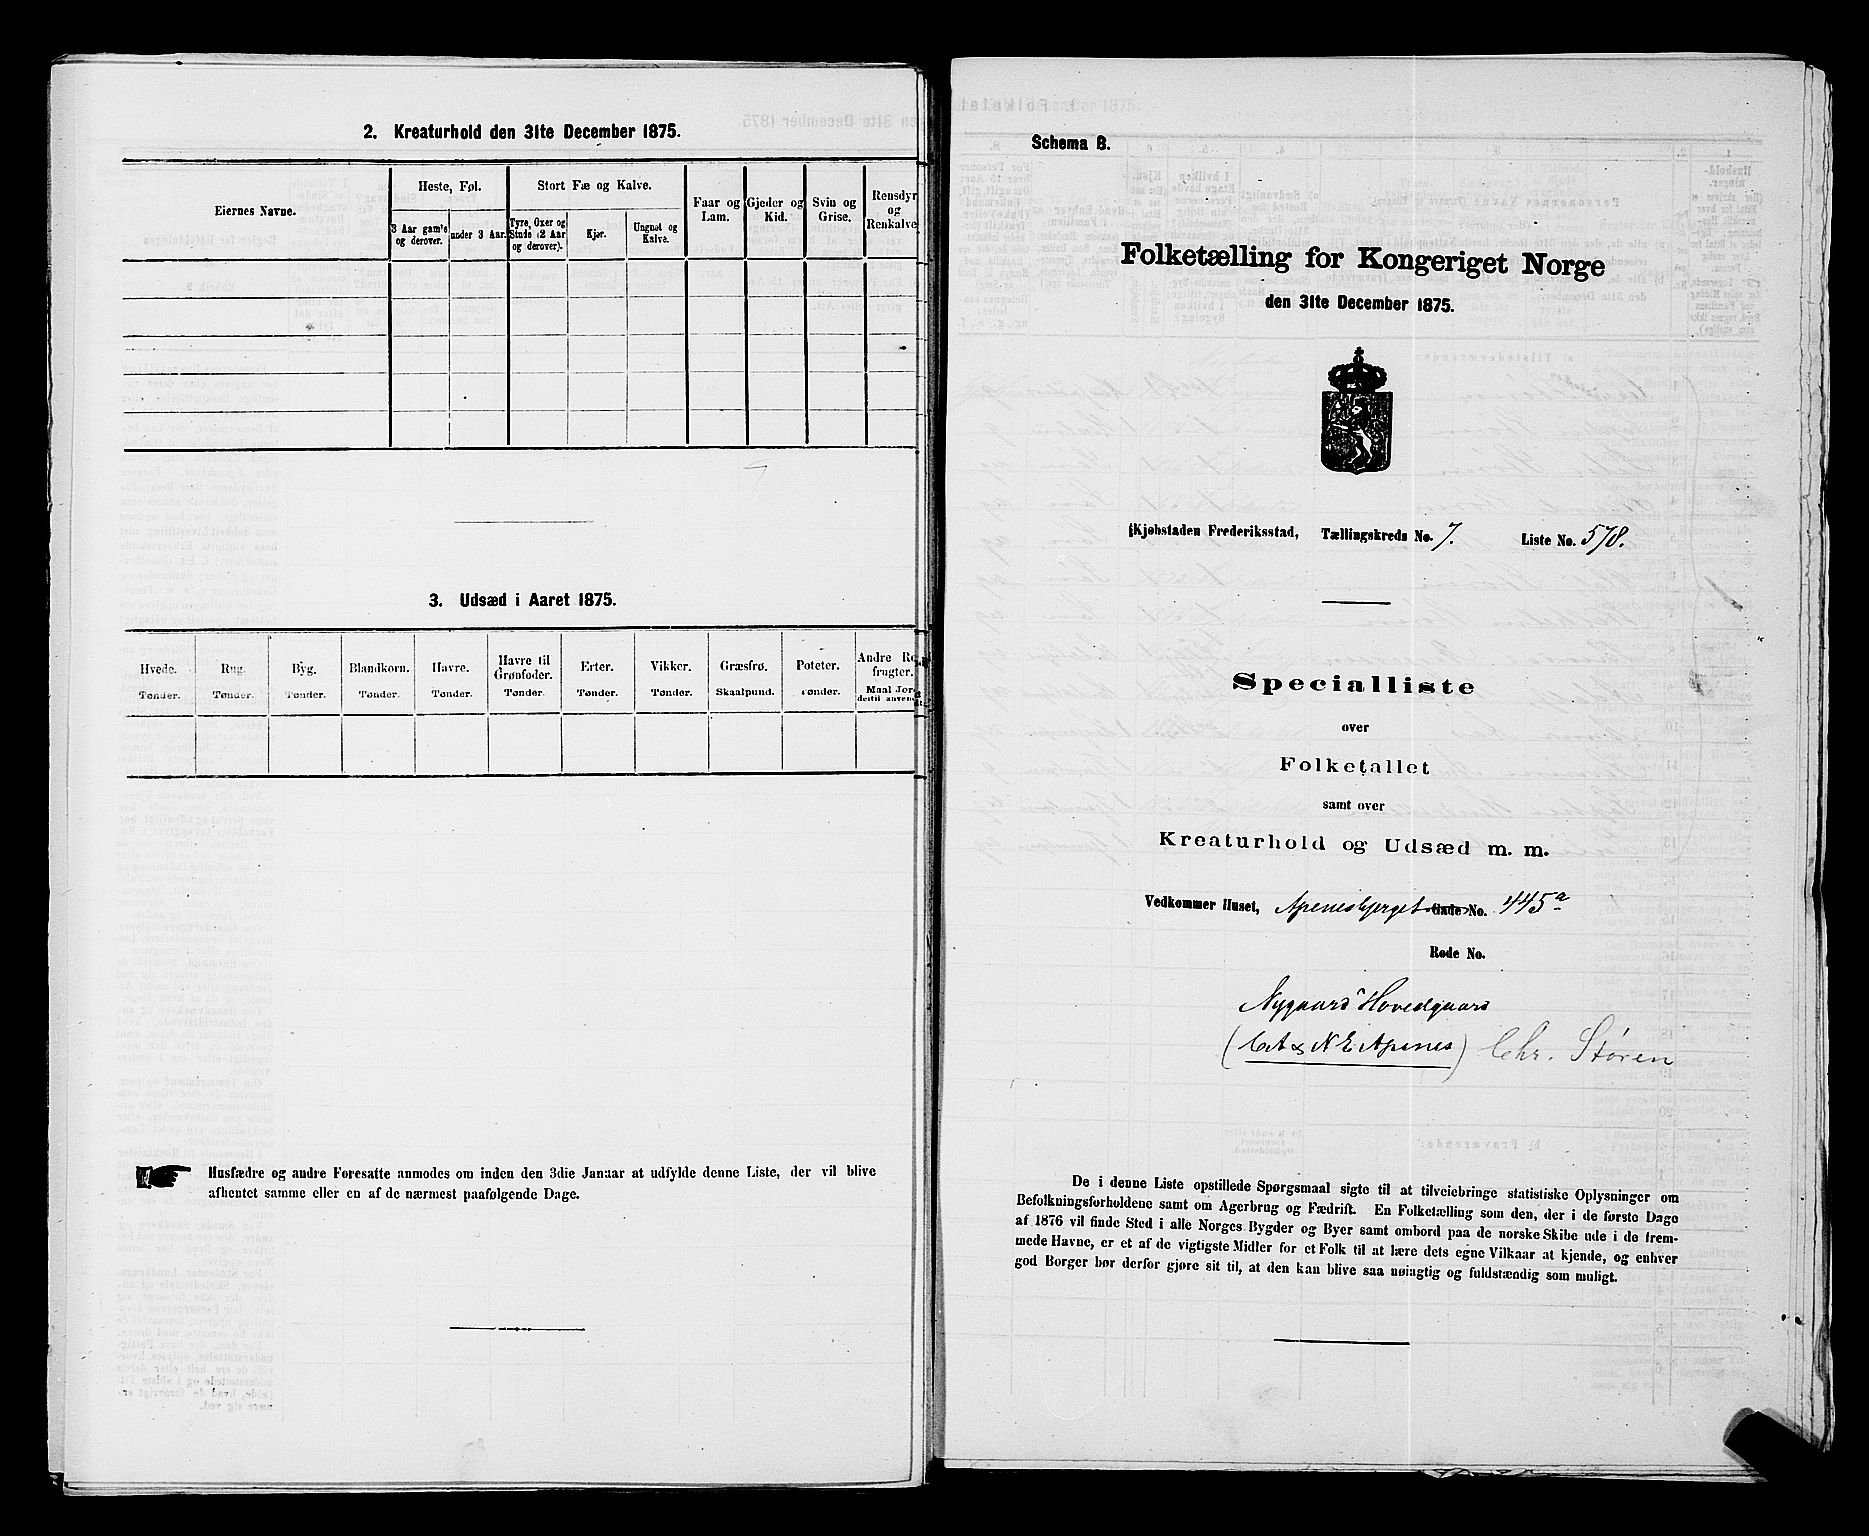 2. Kreaturhold den 31te December 1875.
Eiernes Navne.
Heste, Føl.
Stort Fæ og Kalve.
Faar og
Lam.
Gjeder og
Kid.
Svin og
Grise.
Rensdyr
og
Renkalve
3 Aar gam'e
og derover.
under 3 Aar.
Tyre, Oxer og
Stude (2 Aar
og derover).
Kjør.
Ungnøt og
Kalve.
3. Udsæd i Aaret 1875.
Hvede.
Tønder.
Rug.
Tønder.
Byg.
Tønder.
Blandkorn.
Tønder.
Havre.
Tønder.
Havre til
Grønfoder.
Tønder.
Erter.
Tønder.
Vikker.
Tønder.
Græsfrø.
Skaalpund.
Poteter.
Tønder.
Andre Ro
frugter.
Maal Jor
dertil anvend
Husfædre og andre Foresatte anmodes om inden den 3die Januar at udfylde denne Liste, der vil blive
afhentet samme eller en af de nærmest paafølgende Dage.
Schema B.
Folketælling for Kongeriget Norge
den 31te December 1875.
Kjøbstaden Frederiksstad, Tællingskreds No. 7. Liste No. 578.
Specialliste
over
Folketallet
samt over
Kreaturhold og Udsæd m. m.
Vedkommer Huset, Apenesbjerget Gade No. 445a
Rode No.
Nygaard Hovedgaard
(C A & N E Apenes) Chr. Støren
De i denne Liste opstillede Spørgsmaal sigte til at tilveiebringe statistiske Oplysninger om
Befolkningsforholdene samt om Agerbrug og Fædrift. En Folketælling som den, der i de første Dage
af 1876 vil finde Sted i alle Norges Bygder og Byer samt ombord paa de norske Skibe ude i de frem-
mede Havne, er et af de vigtigste Midler for et Folk til at lære dets egne Vilkaar at kjende, og enhver
god Borger bør derfor gjøre sit til, at den kan blive saa nøiagtig og fuldstændig som muligt.